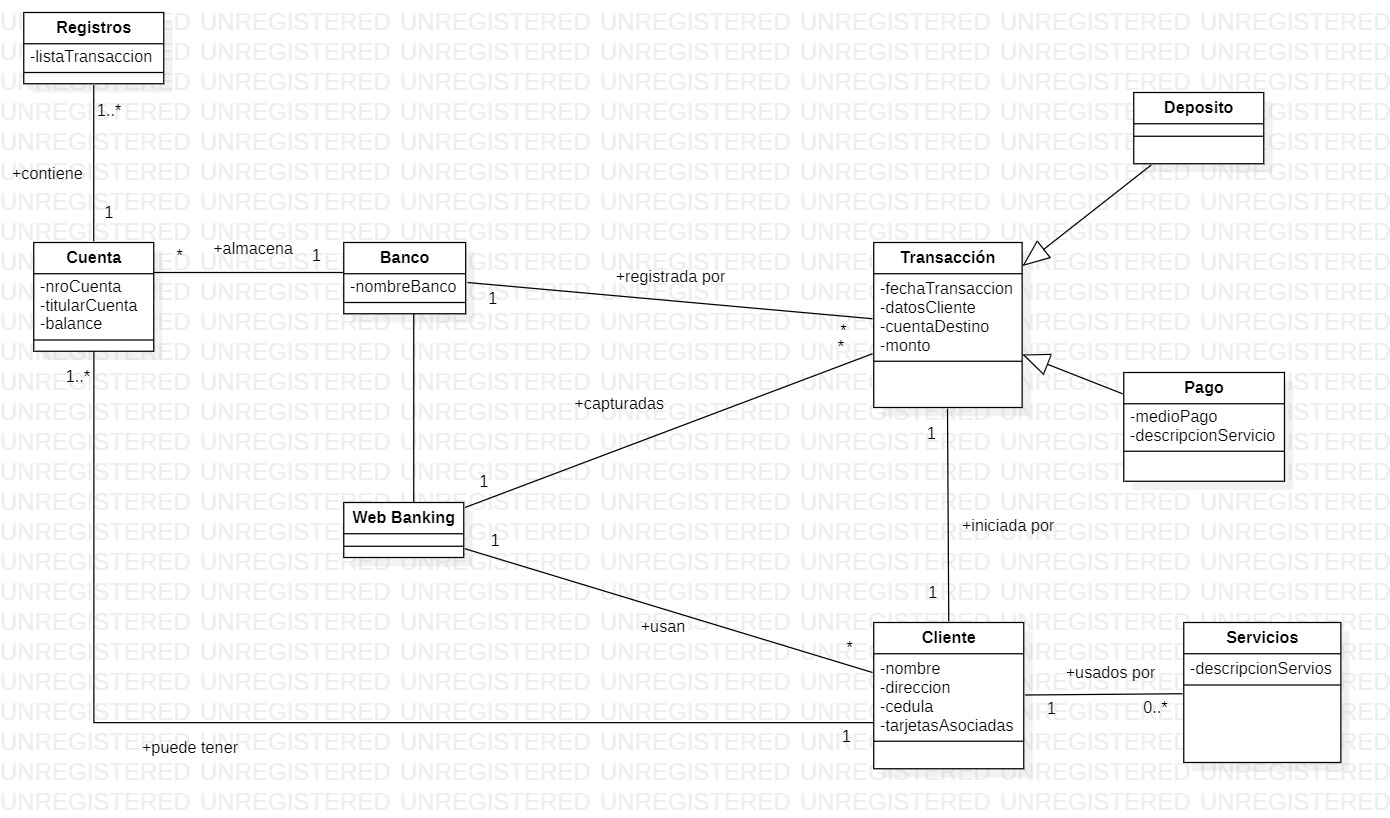 Registros
-listaTransaccion
1..*
+contiene
1
Cuenta
-nroCuenta
-titularCuenta
-balance
*
+almacena
1
Banco
-nombreBanco
1
+registrada por
*
Transacción
-fechaTransaccion
-datosCliente
-cuentaDestino
-monto
Deposito
Pago
-medioPago
-descripcionServicio
*
+capturadas
1
Web Banking
1
+usan
*
1
+iniciada por
1
Cliente
-nombre
-direccion
-cedula
-tarjetasAsociadas
+usados por
1
0..*
Servicios
-descripcionServios
1..*
+puede tener
1
UNREGISTERED